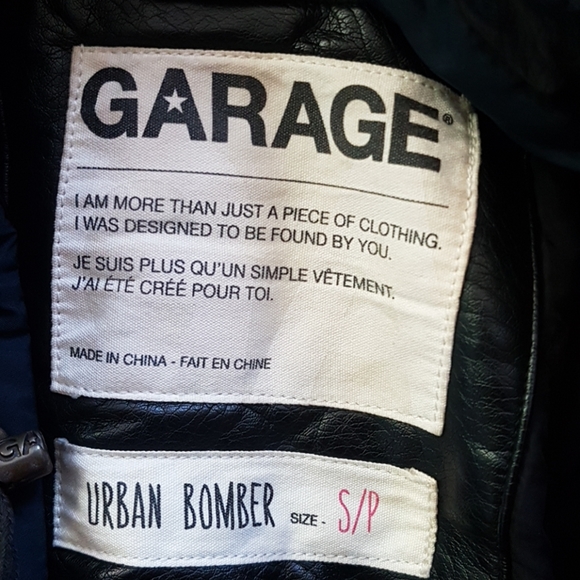 GARAGE®
I AM MORE THAN JUST A PIECE OF CLOTHING.
I WAS DESIGNED TO BE FOUND BY YOU.
JE SUIS PLUS QU'UN SIMPLE VÊTEMENT.
J'AI ÉTÉ CRÉÉ POUR TOI.
MADE IN CHINA - FAIT EN CHINE
GA
URBAN BOMBER SIZE - S/P